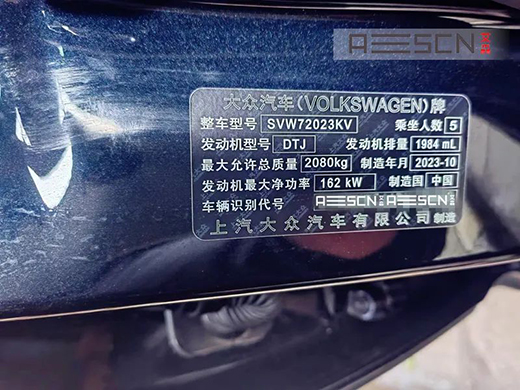 AESCN
大众汽车(VOLKSWAGEN)牌
整车型号 SVW72023KV 乘坐人数 5
发动机型号 DTJ 发动机排量 1984 mL
最大允许总质量 2080kg 制造年月 2023-10
发动机最大净功率 162 kW 制造国 中国
车辆识别代号 AESCN AESCN
上汽大众汽车有限公司 制造